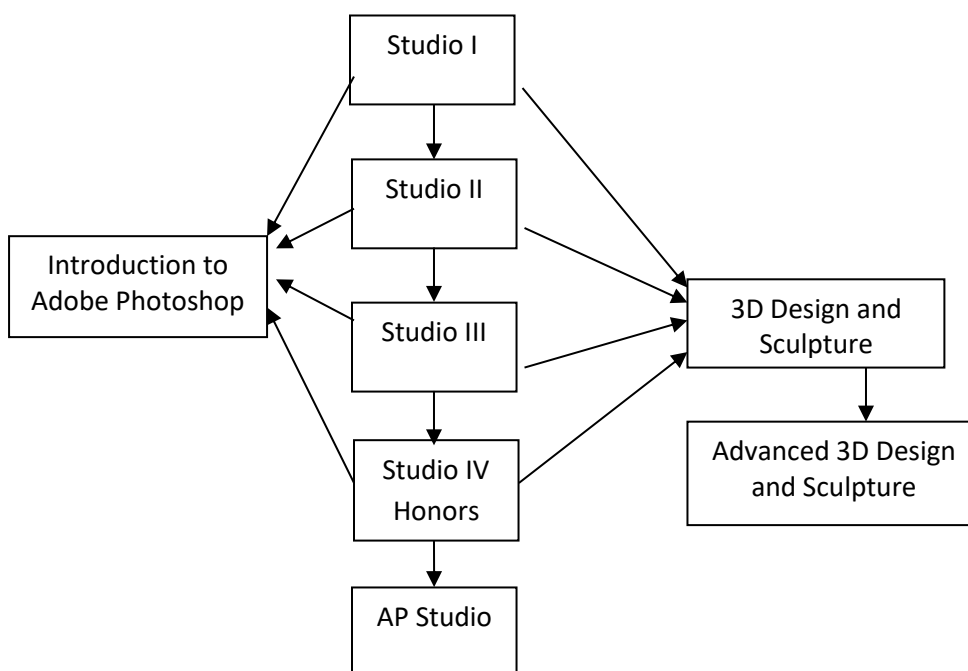 Studio I
Studio II
Introduction to
Adobe Photoshop
Studio III
3D Design and
Sculpture
Studio IV
Honors
Advanced 3D Design
and Sculpture
AP Studio